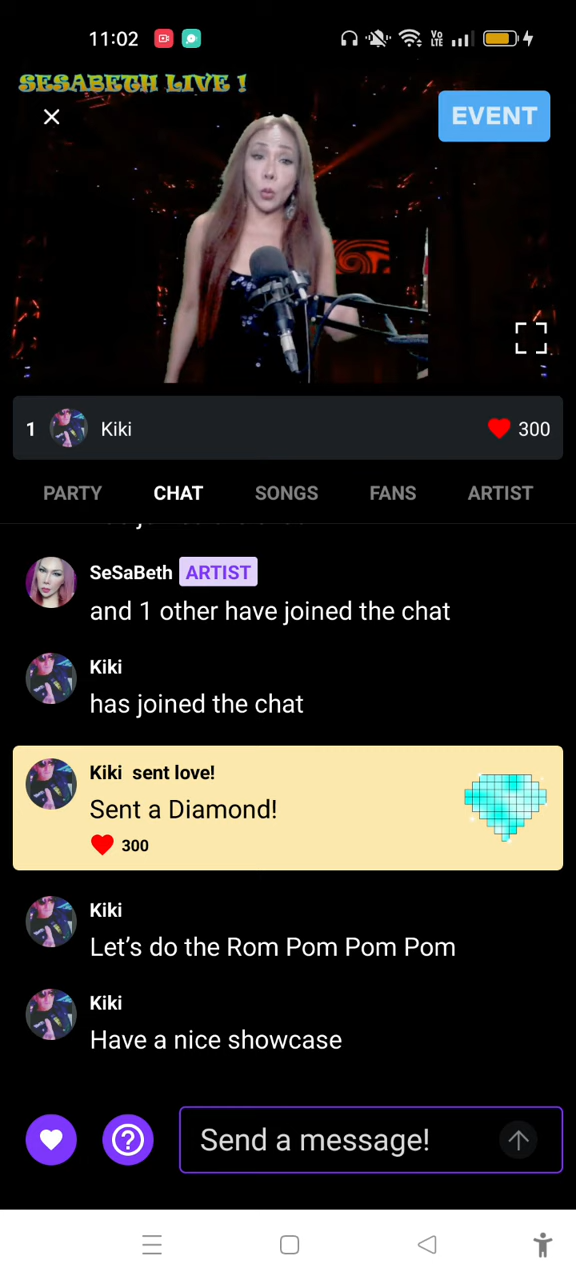 11:02
Vo
LTE
SESABETH LIVE !
EVENT
1 Kiki 300
PARTY CHAT SONGS FANS ARTIST
SeSaBeth ARTIST
and 1 other have joined the chat
Kiki
has joined the chat
Kiki sent love!
Sent a Diamond!
300
Kiki
Let’s do the Rom Pom Pom Pom
Kiki
Have a nice showcase
Send a message!